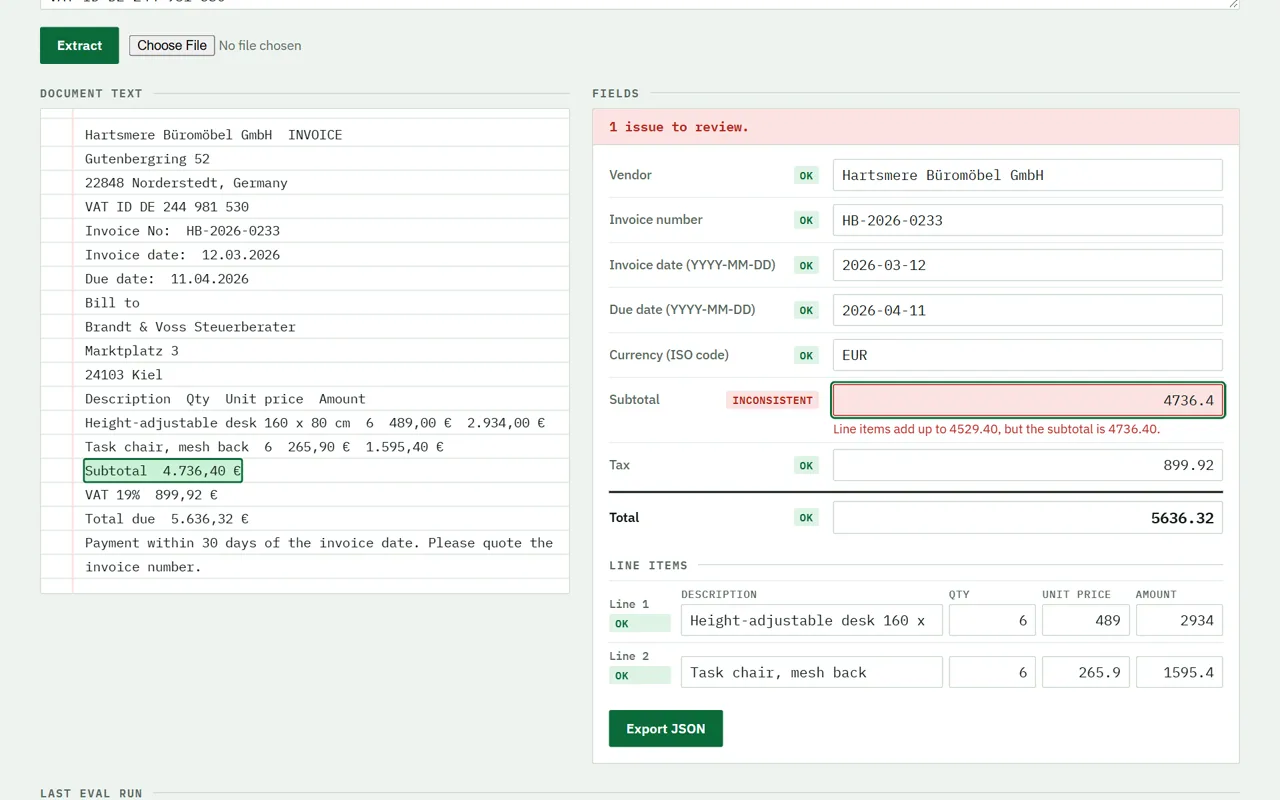 Extract Choose File No file chosen
DOCUMENT TEXT
Hartsmere Büromöbel GmbH INVOICE
Gutenbergring 52
22848 Norderstedt, Germany
VAT ID DE 244 981 530
Invoice No: HB-2026-0233
Invoice date: 12.03.2026
Due date: 11.04.2026
Bill to
Brandt & Voss Steuerberater
Marktplatz 3
24103 Kiel
Description Qty Unit price Amount
Height-adjustable desk 160 x 80 cm 6 489,00 € 2.934,00 €
Task chair, mesh back 6 265,90 € 1.595,40 €
Subtotal 4.736,40 €
VAT 19% 899,92 €
Total due 5.636,32 €
Payment within 30 days of the invoice date. Please quote the
invoice number.
FIELDS
1 issue to review.
Vendor OK Hartsmere Büromöbel GmbH
Invoice number OK HB-2026-0233
Invoice date (YYYY-MM-DD) OK 2026-03-12
Due date (YYYY-MM-DD) OK 2026-04-11
Currency (ISO code) OK EUR
Subtotal INCONSISTENT 4736.4
Line items add up to 4529.40, but the subtotal is 4736.40.
Tax OK 899.92
Total OK 5636.32
LINE ITEMS
DESCRIPTION QTY UNIT PRICE AMOUNT
Line 1 OK Height-adjustable desk 160 x 6 489 2934
Line 2 OK Task chair, mesh back 6 265.9 1595.4
Export JSON
LAST EVAL RUN